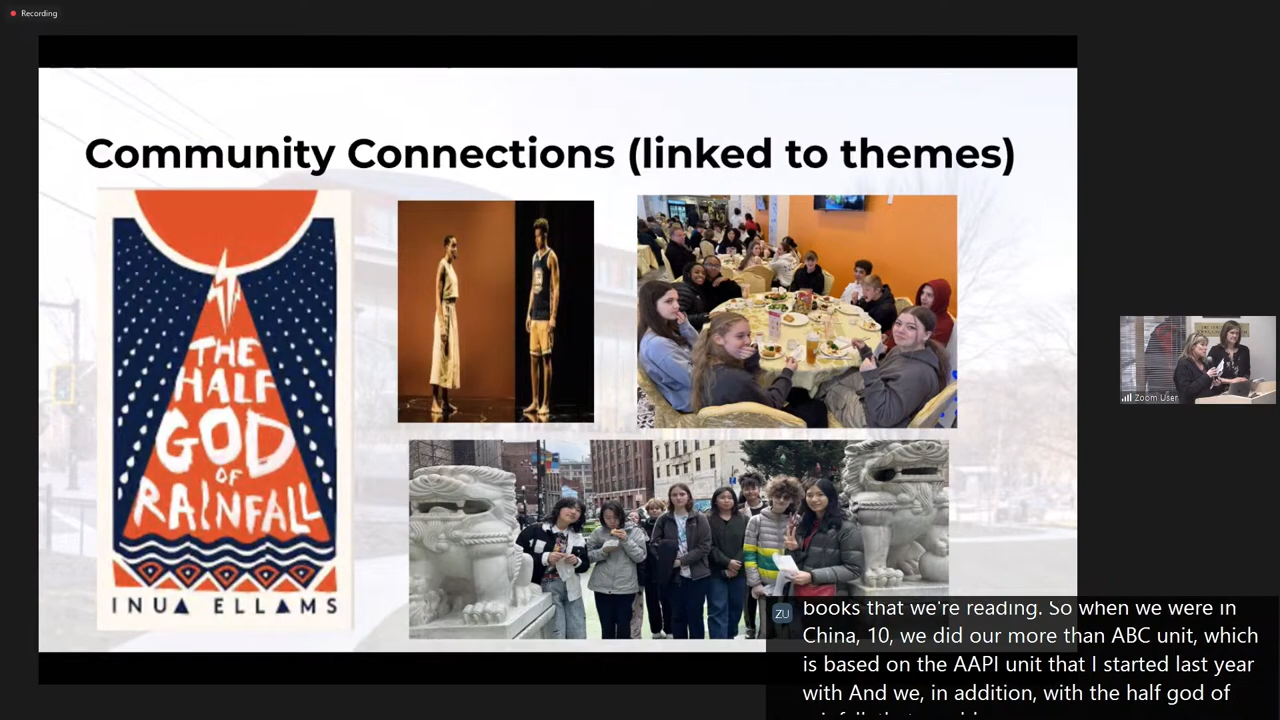 Recording
Community Connections (linked to themes)
THE
HALF
GOD
OF
RAINFALL
INUA ELLAMS
Zoom User
ZU
books that we're reading. So when we were in
China, 10, we did our more than ABC unit, which
is based on the AAPI unit that I started last year
with And we, in addition, with the half god of